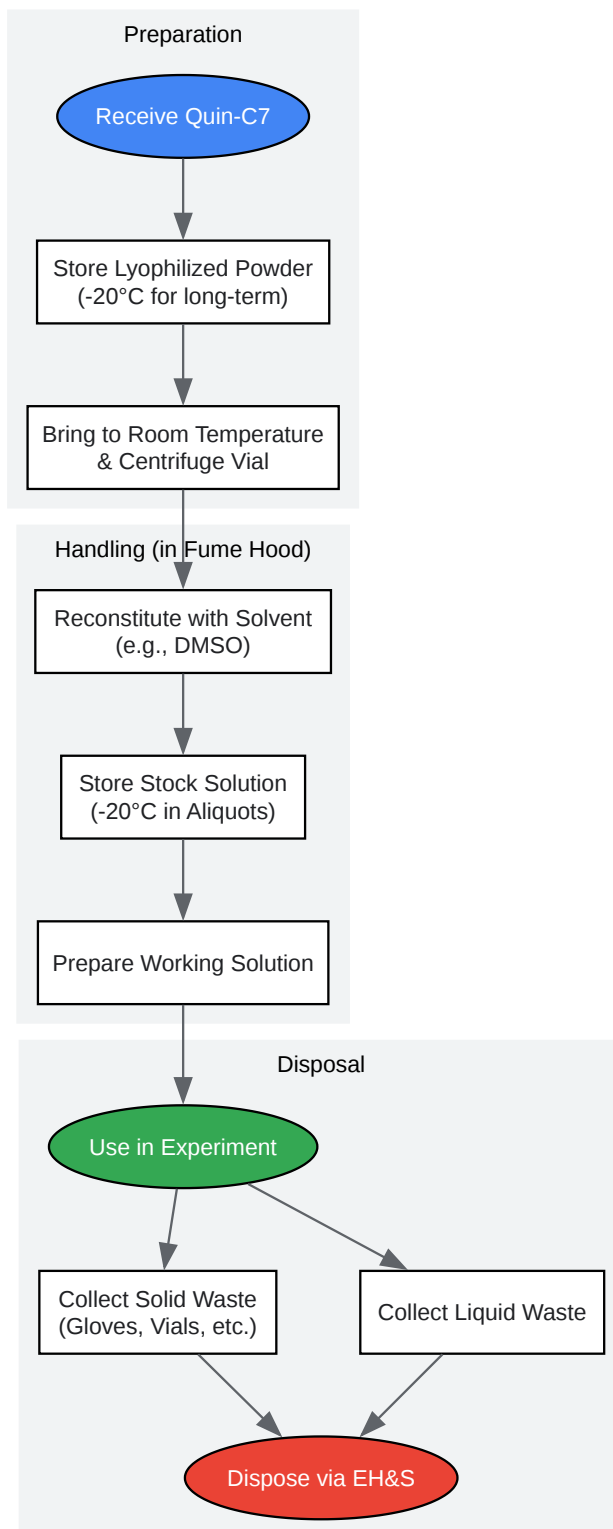 Preparation
Receive Quin-C7
Store Lyophilized Powder
(-20°C for long-term)
Bring to Room Temperature
& Centrifuge Vial
Handling (in Fume Hood)
Reconstitute with Solvent
(e.g., DMSO)
Store Stock Solution
(-20°C in Aliquots)
Prepare Working Solution
Disposal
Use in Experiment
Collect Solid Waste
(Gloves, Vials, etc.)
Collect Liquid Waste
Dispose via EH&S